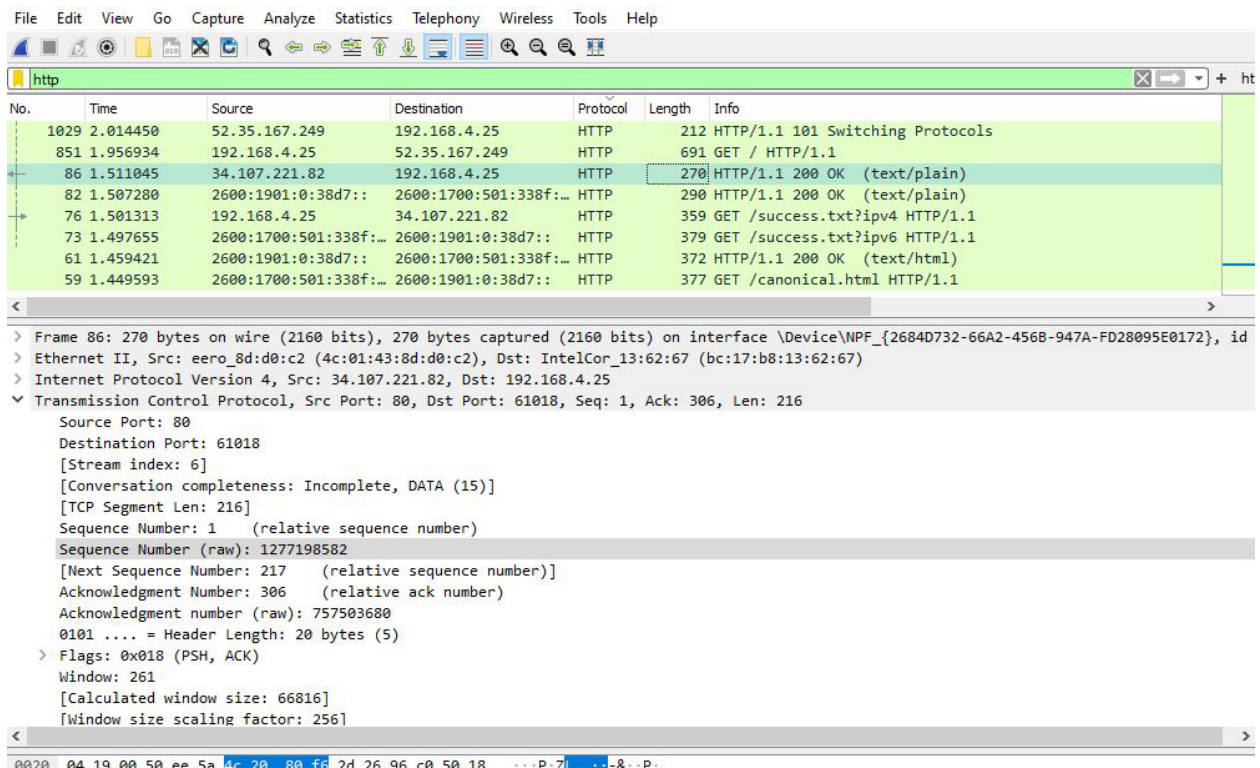 File Edit View Go Capture Analyze Statistics Telephony Wireless Tools Help
http + ht
No. Time Source Destination Protocol Length Info
1029 2.014450 52.35.167.249 192.168.4.25 HTTP 212 HTTP/1.1 101 Switching Protocols
851 1.956934 192.168.4.25 52.35.167.249 HTTP 691 GET / HTTP/1.1
86 1.511045 34.107.221.82 192.168.4.25 HTTP 270 HTTP/1.1 200 OK (text/plain)
82 1.507280 2600:1901:0:38d7:: 2600:1700:501:338f:… HTTP 290 HTTP/1.1 200 OK (text/plain)
76 1.501313 192.168.4.25 34.107.221.82 HTTP 359 GET /success.txt?ipv4 HTTP/1.1
73 1.497655 2600:1700:501:338f:… 2600:1901:0:38d7:: HTTP 379 GET /success.txt?ipv6 HTTP/1.1
61 1.459421 2600:1901:0:38d7:: 2600:1700:501:338f:… HTTP 372 HTTP/1.1 200 OK (text/html)
59 1.449593 2600:1700:501:338f:… 2600:1901:0:38d7:: HTTP 377 GET /canonical.html HTTP/1.1
Frame 86: 270 bytes on wire (2160 bits), 270 bytes captured (2160 bits) on interface \Device\NPF_{2684D732-66A2-456B-947A-FD28095E0172}, id
Ethernet II, Src: eero_8d:d0:c2 (4c:01:43:8d:d0:c2), Dst: IntelCor_13:62:67 (bc:17:b8:13:62:67)
Internet Protocol Version 4, Src: 34.107.221.82, Dst: 192.168.4.25
Transmission Control Protocol, Src Port: 80, Dst Port: 61018, Seq: 1, Ack: 306, Len: 216
Source Port: 80
Destination Port: 61018
[Stream index: 6]
[Conversation completeness: Incomplete, DATA (15)]
[TCP Segment Len: 216]
Sequence Number: 1 (relative sequence number)
Sequence Number (raw): 1277198582
[Next Sequence Number: 217 (relative sequence number)]
Acknowledgment Number: 306 (relative ack number)
Acknowledgment number (raw): 757503680
0101 .... = Header Length: 20 bytes (5)
Flags: 0x018 (PSH, ACK)
Window: 261
[Calculated window size: 66816]
[Window size scaling factor: 256]
0020 04 19 00 50 ee 5a 4c 20 80 f6 2d 26 96 c0 50 18 ···P·ZL ··-&··P·